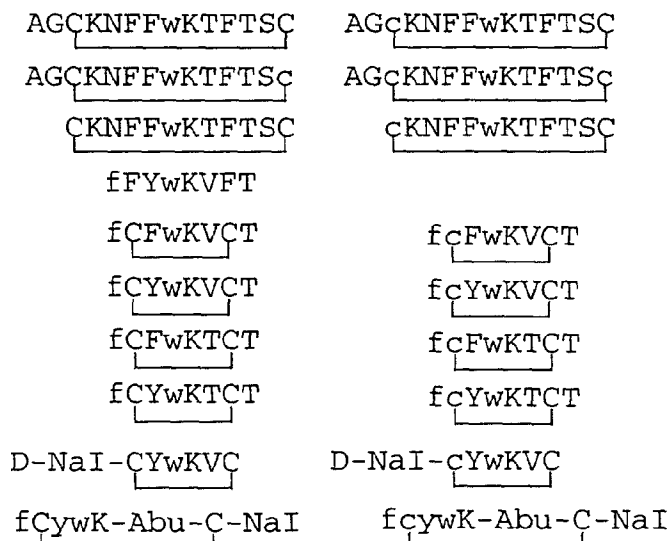 AGCKNFFwKTFTSC AGcKNFFwKTFTSC
AGCKNFFwKTFTSc AGcKNFFwKTFTSc
CKNFFwKTFTSC cKNFFwKTFTSC
fFYwKVFT
fCFwKVCT fcFwKVCT
fCYwKVCT fcYwKVCT
fCFwKTCT fcFwKTCT
fCYwKTCT fcYwKTCT
D-NaI-CYwKVC D-NaI-cYwKVC
fCywK-Abu-C-NaI fcywK-Abu-C-NaI